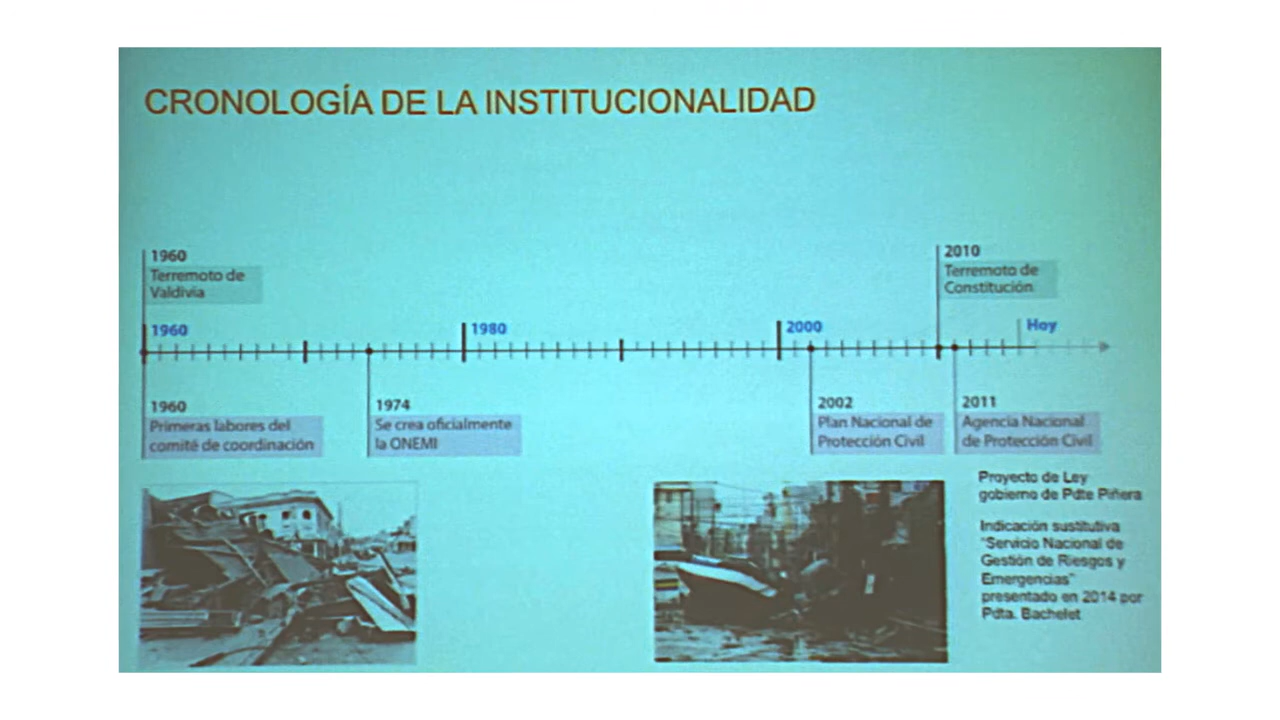 CRONOLOGÍA DE LA INSTITUCIONALIDAD
1960
Terremoto de
Valdivia
2010
Terremoto de
Constitución
1960
1980
2000
Hoy
1960
Primeras labores del
comité de coordinación
1974
Se crea oficialmente
la ONEMI
2002
Plan Nacional de
Protección Civil
2011
Agencia Nacional
de Protección Civil
Proyecto de Ley
gobierno de Pdte Piñera
Indicación sustitutiva
"Servicio Nacional de
Gestión de Riesgos y
Emergencias"
presentado en 2014 por
Pdta. Bachelet